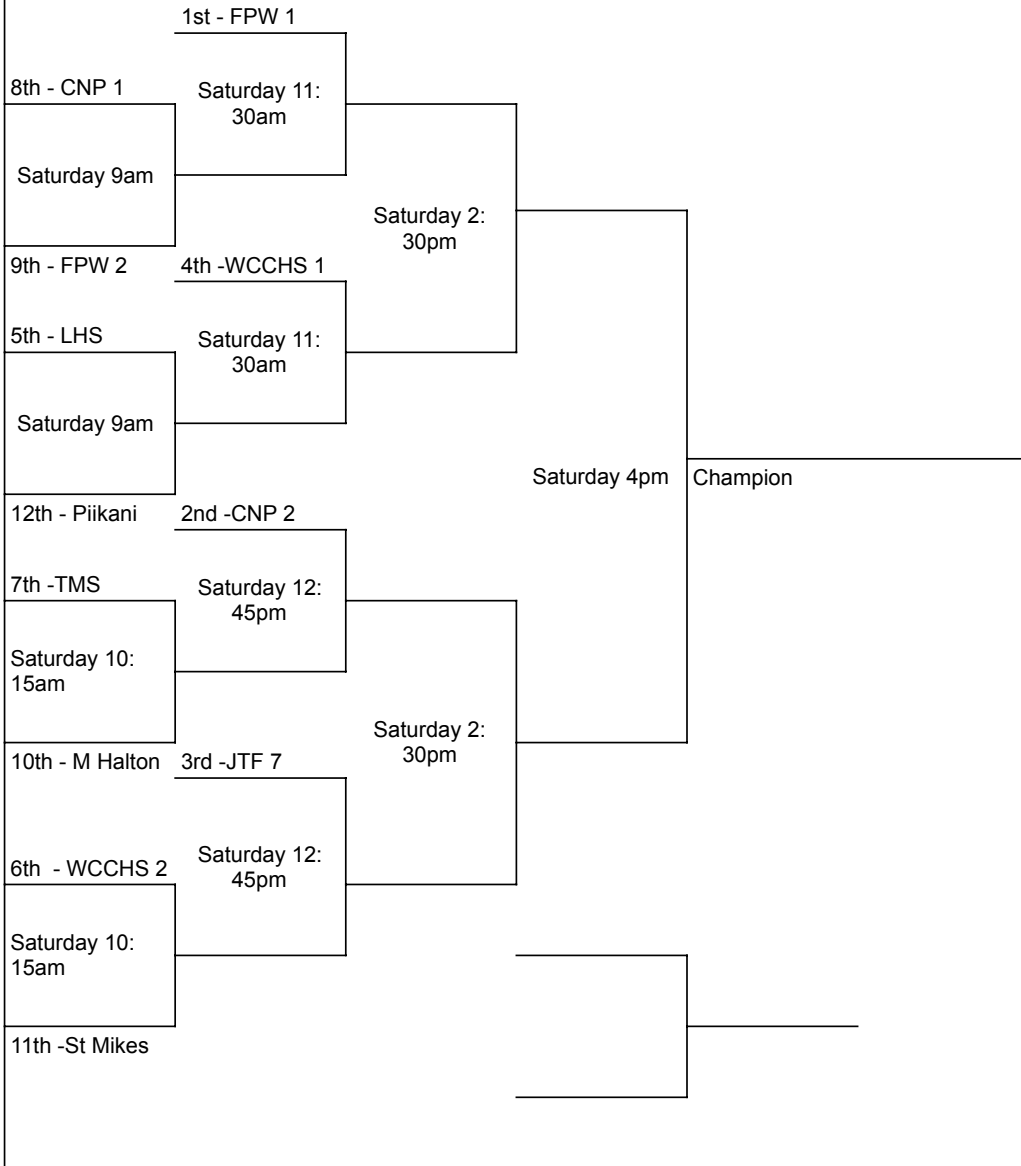 1st - FPW 1
8th - CNP 1
Saturday 11:
30am
Saturday 9am
Saturday 2:
30pm
9th - FPW 2
4th -WCCHS 1
5th - LHS
Saturday 11:
30am
Saturday 9am
Saturday 4pm
Champion
12th - Piikani
2nd -CNP 2
7th -TMS
Saturday 12:
45pm
Saturday 10:
15am
Saturday 2:
30pm
10th - M Halton
3rd -JTF 7
6th  - WCCHS 2
Saturday 12:
45pm
Saturday 10:
15am
11th -St Mikes